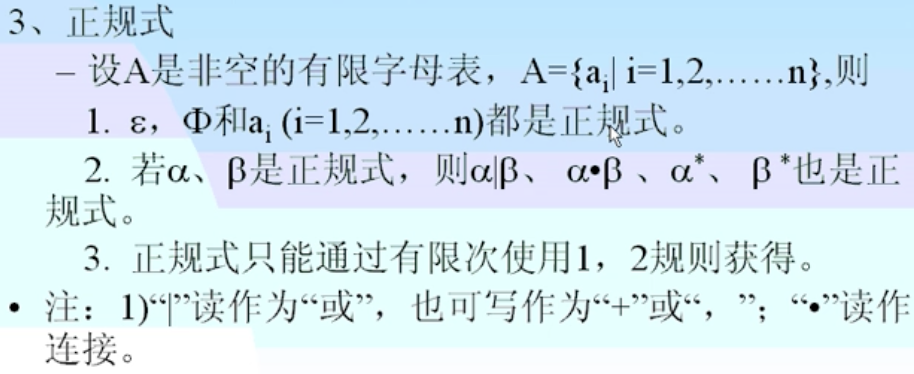 3、正规式
– 设A是非空的有限字母表，A={aᵢ| i=1,2,……n},则
1. ε，Φ和aᵢ (i=1,2,……n)都是正规式。
2. 若α、β是正规式，则α|β、 α•β 、α*、 β*也是正
规式。
3. 正规式只能通过有限次使用1，2规则获得。
• 注：1)“|”读作为“或”，也可写作为“+”或“，”；“•”读作
连接。